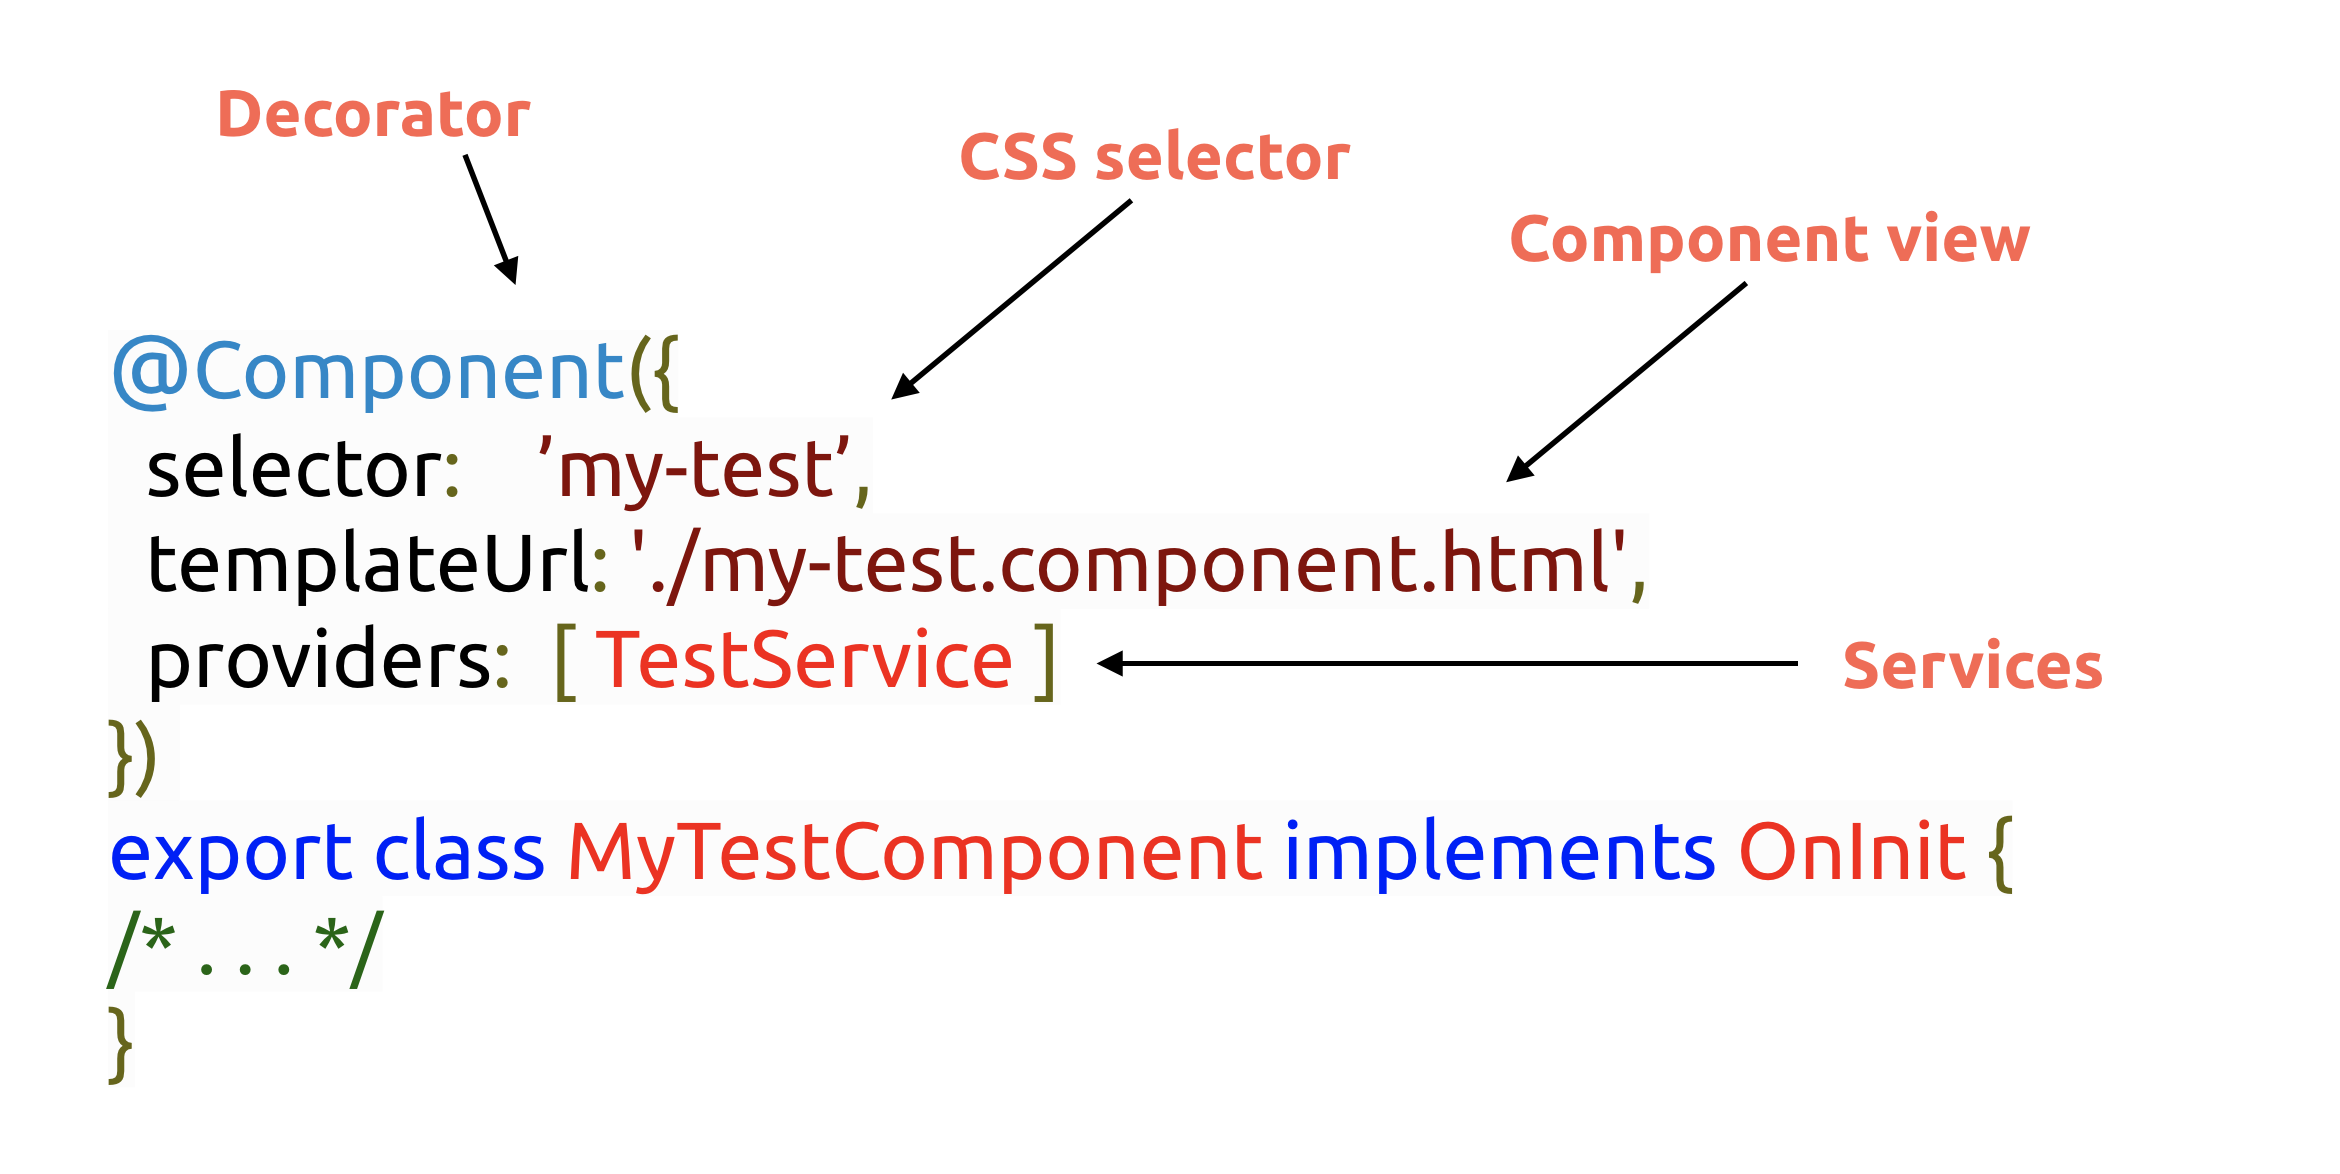 Decorator
CSS selector
Component view
@Component({
selector: ’my-test’,
templateUrl: './my-test.component.html',
providers: [ TestService ]
Services
})
export class MyTestComponent implements OnInit {
/* . . . */
}